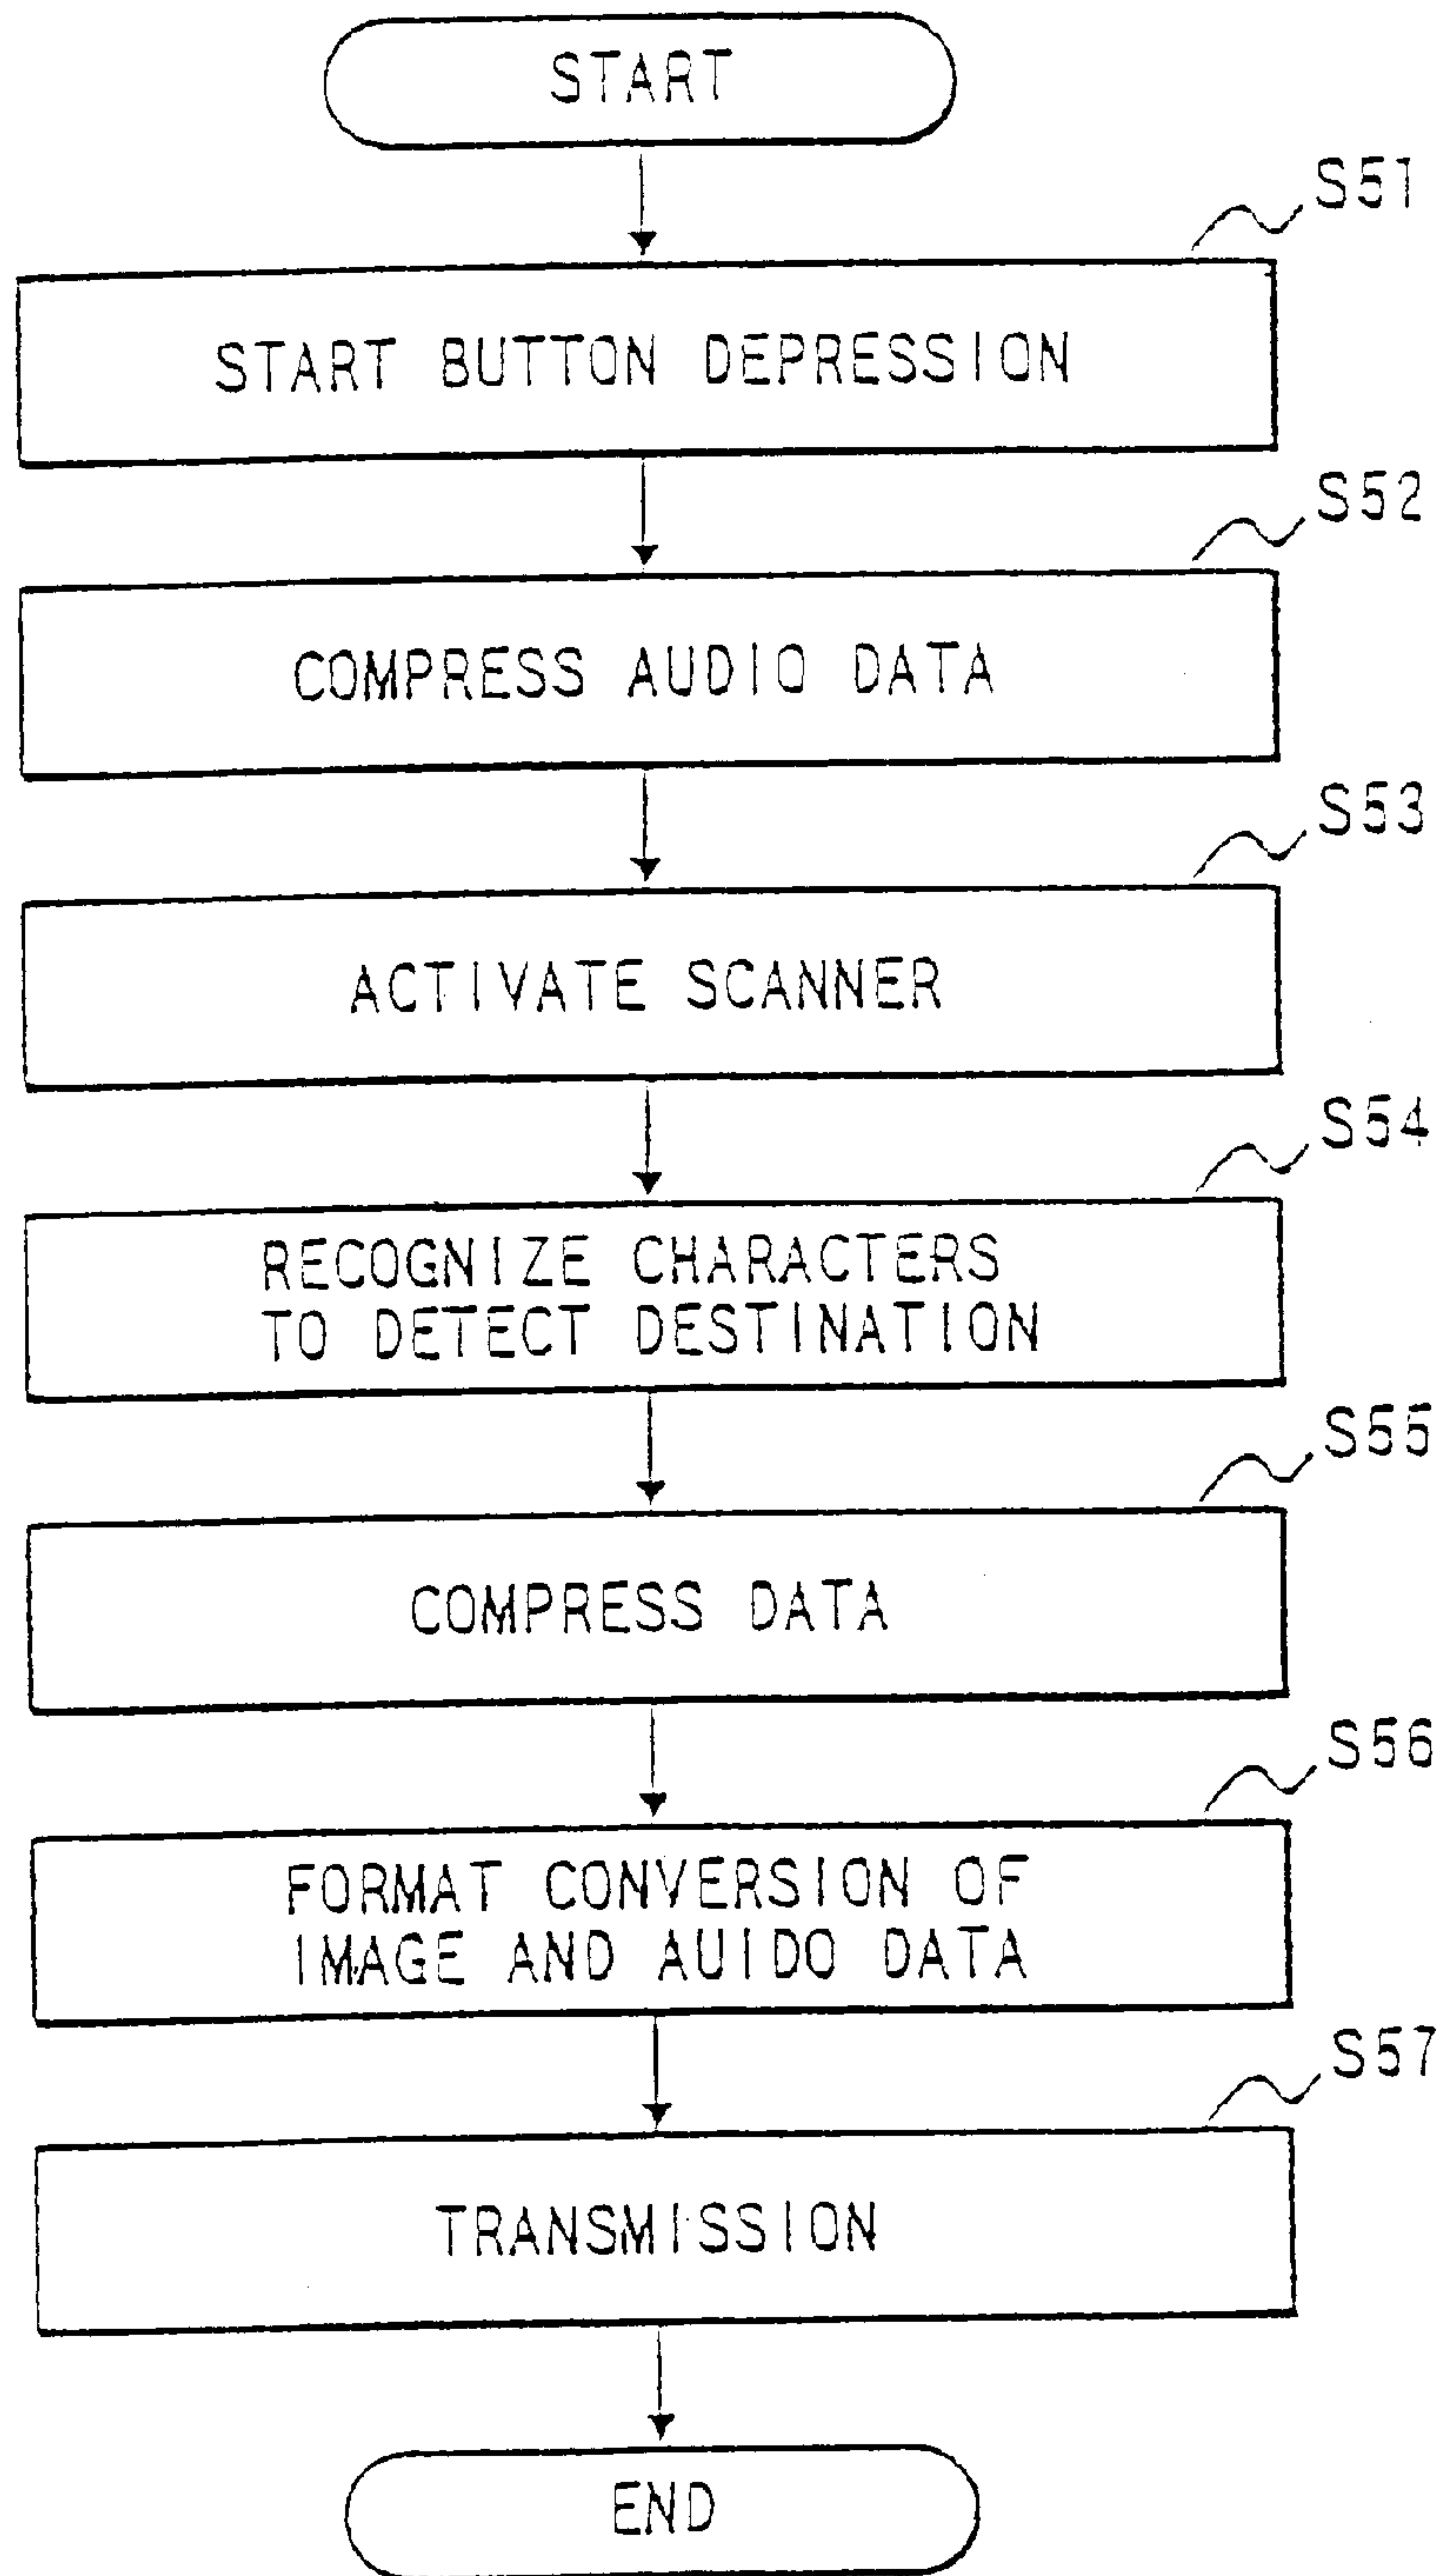 START
S51
START BUTTON DEPRESSION
S52
COMPRESS AUDIO DATA
S53
ACTIVATE SCANNER
S54
RECOGNIZE CHARACTERS
TO DETECT DESTINATION
S55
COMPRESS DATA
S56
FORMAT CONVERSION OF
IMAGE AND AUIDO DATA
S57
TRANSMISSION
END